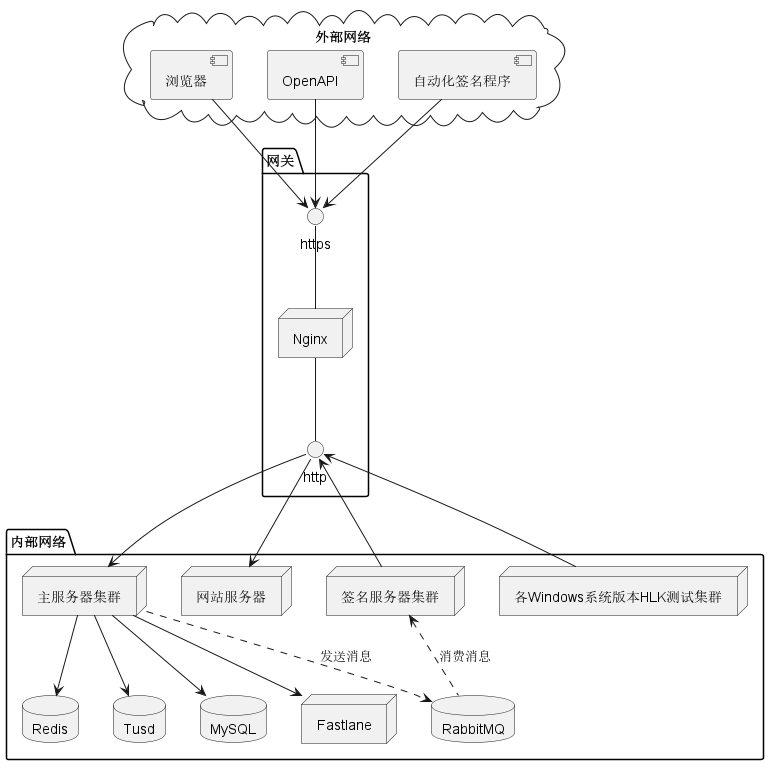 外部网络
浏览器
OpenAPI
自动化签名程序
网关
https
Nginx
http
内部网络
主服务器集群
网站服务器
签名服务器集群
各Windows系统版本HLK测试集群
发送消息
消费消息
Redis
Tusd
MySQL
Fastlane
RabbitMQ